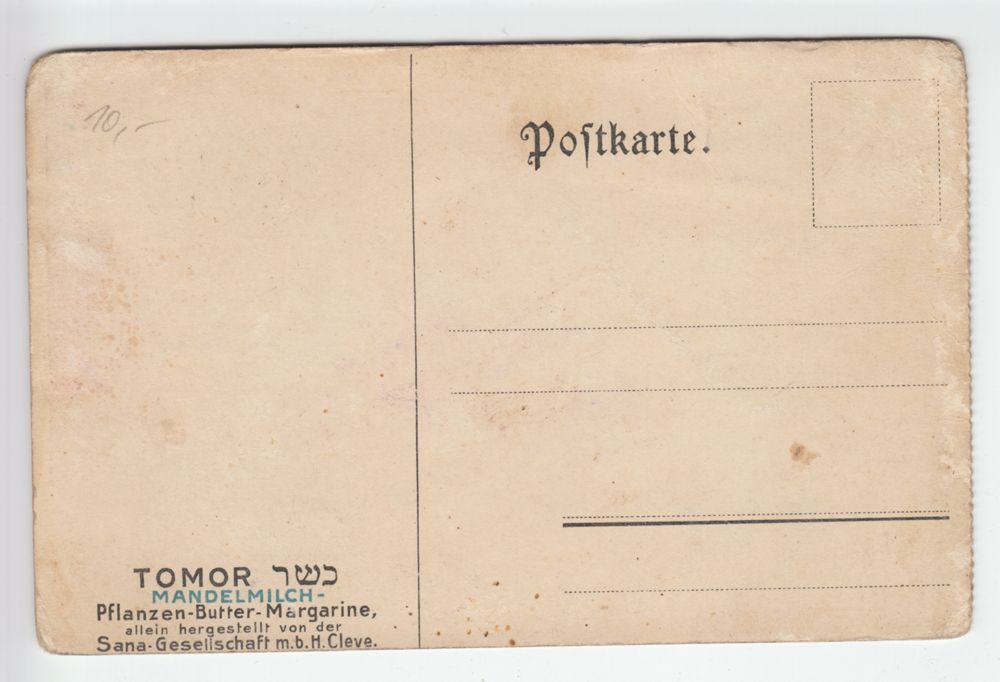 10,-
Postkarte.
TOMOR כשר
MANDELMILCH-
Pflanzen-Butter-Margarine,
allein hergestellt von der
Sana-Gesellschaft m.b.H. Cleve.